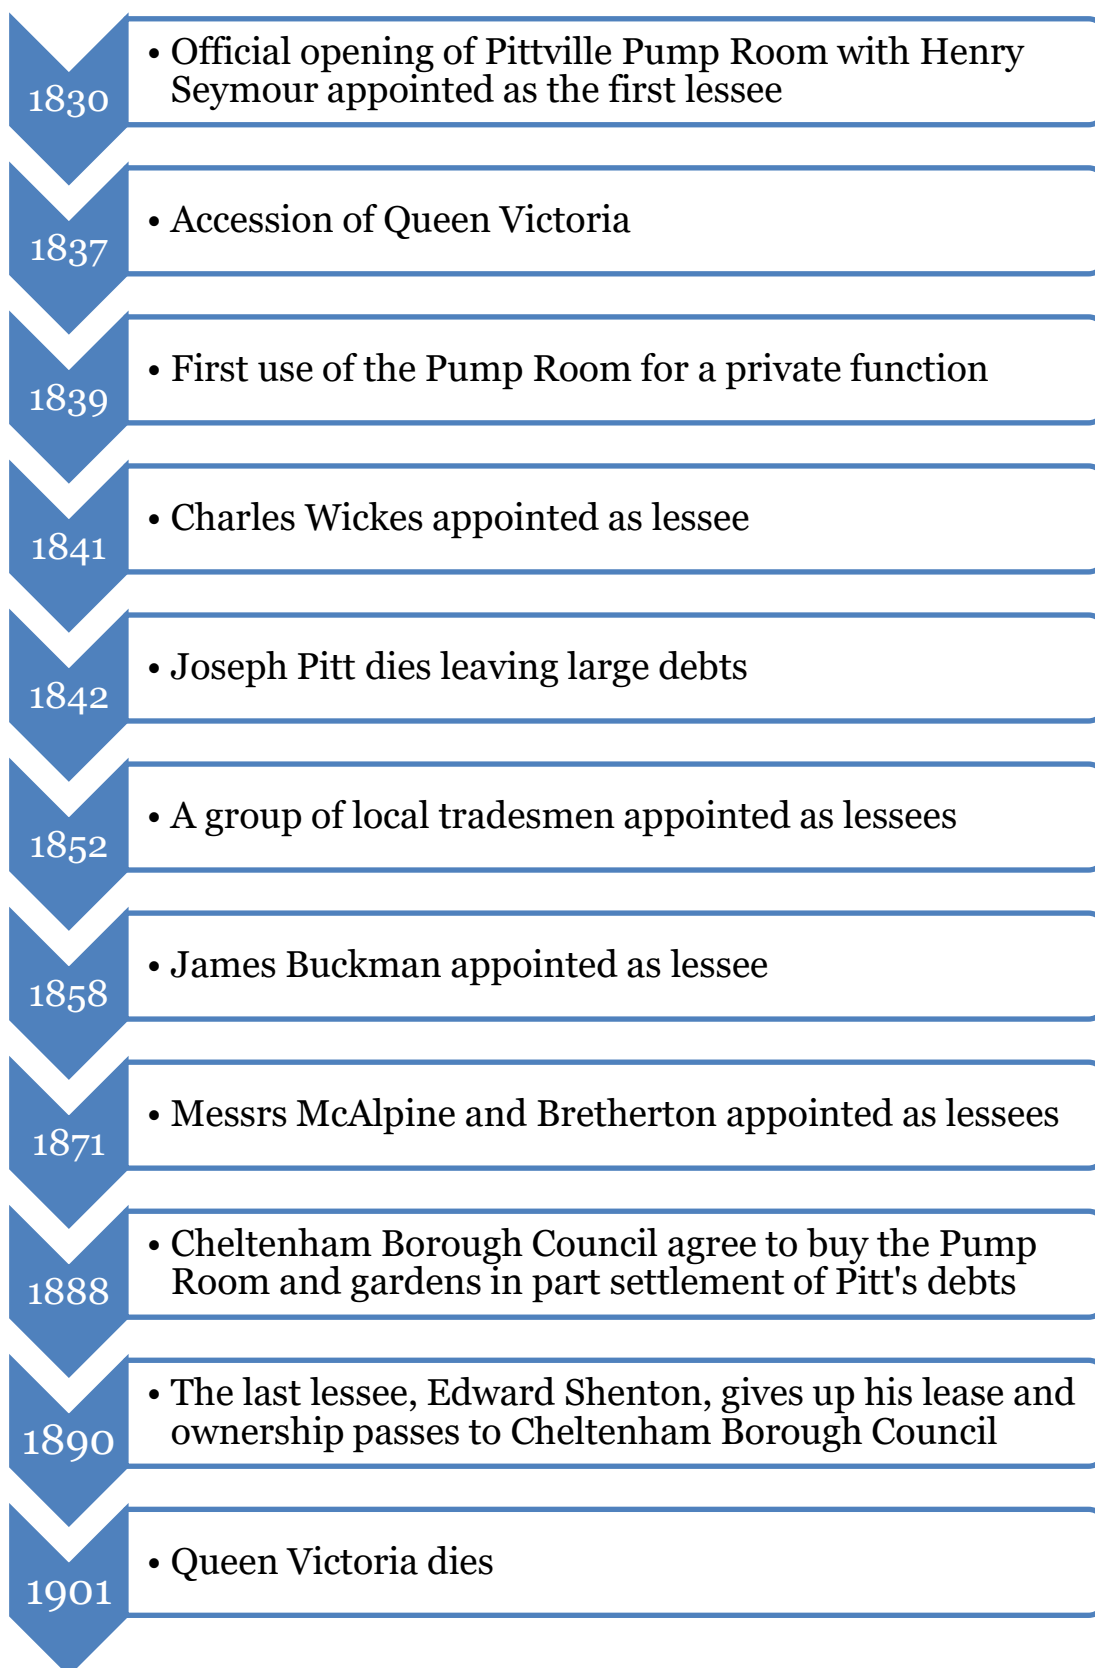 1830
• Official opening of Pittville Pump Room with Henry
Seymour appointed as the first lessee
1837
• Accession of Queen Victoria
1839
• First use of the Pump Room for a private function
1841
• Charles Wickes appointed as lessee
1842
• Joseph Pitt dies leaving large debts
1852
• A group of local tradesmen appointed as lessees
1858
• James Buckman appointed as lessee
1871
• Messrs McAlpine and Bretherton appointed as lessees
1888
• Cheltenham Borough Council agree to buy the Pump
Room and gardens in part settlement of Pitt's debts
1890
• The last lessee, Edward Shenton, gives up his lease and
ownership passes to Cheltenham Borough Council
1901
• Queen Victoria dies